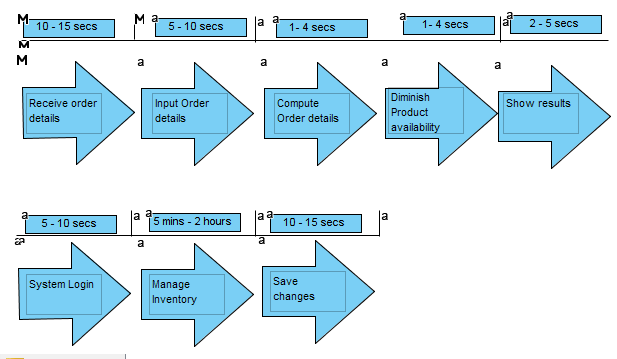 M 10 - 15 secs M a 5 - 10 secs a a 1- 4 secs a 1- 4 secs a a 2 - 5 secs
M
M a a a a
Receive order
details
Input Order
details
Compute
Order details
Diminish
Product
availability
Show results
a 5 - 10 secs a a 5 mins - 2 hours a a 10 - 15 secs a
a a a a
System Login
Manage
Inventory
Save
changes